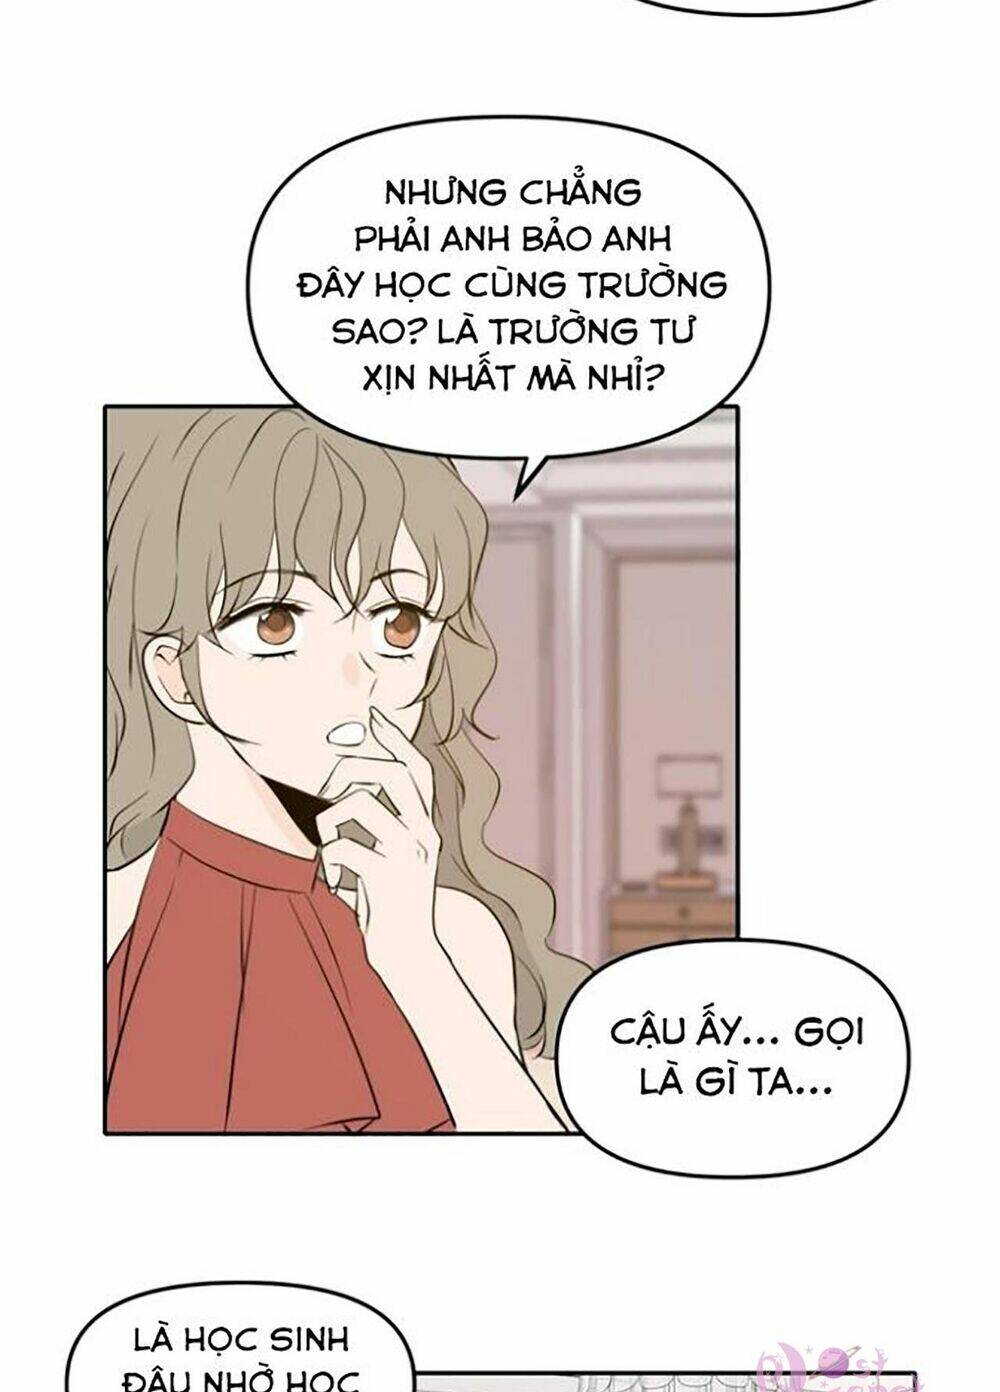 NHƯNG CHẲNG
PHẢI ANH BẢO ANH
ĐÂY HỌC CÙNG TRƯỜNG
SAO? LÀ TRƯỜNG TƯ
XỊN NHẤT MÀ NHỈ?
CẬU ẤY... GỌI
LÀ GÌ TA...
LÀ HỌC SINH
ĐẬU NHỜ HỌC